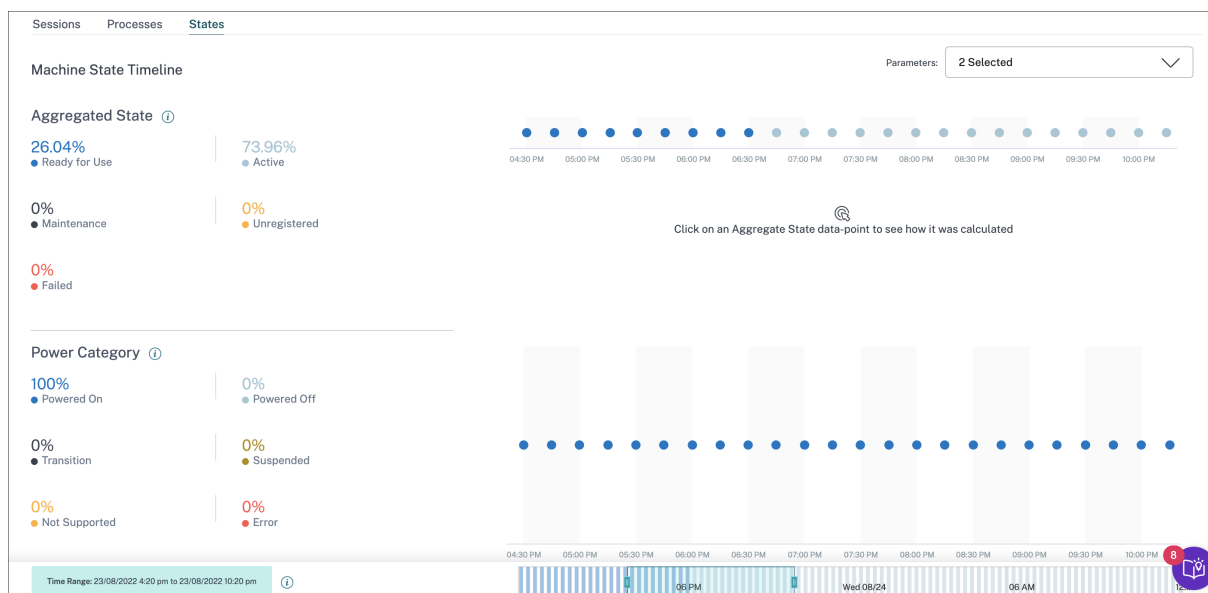 Sessions Processes States
Machine State Timeline
Parameters: 2 Selected
Aggregated State
26.04% 73.96%
Ready for Use Active
04:30 PM 05:00 PM 05:30 PM 06:00 PM 06:30 PM 07:00 PM 07:30 PM 08:00 PM 08:30 PM 09:00 PM 09:30 PM 10:00 PM
0% 0%
Maintenance Unregistered
Click on an Aggregate State data-point to see how it was calculated
0%
Failed
Power Category
100% 0%
Powered On Powered Off
0% 0%
Transition Suspended
0% 0%
Not Supported Error
04:30 PM 05:00 PM 05:30 PM 06:00 PM 06:30 PM 07:00 PM 07:30 PM 08:00 PM 08:30 PM 09:00 PM 09:30 PM 10:00 PM
8
Time Range: 23/08/2022 4:20 pm to 23/08/2022 10:20 pm
06 PM Wed 08/24 06 AM